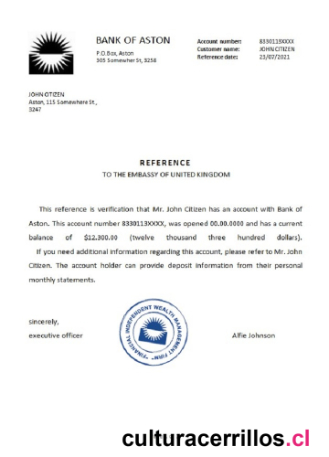 BANK OF ASTON
P.O.Box, Aston
305 Somewher St, 3258
Account number: 8330113XXXX
Customer name: JOHN CITIZEN
Reference date: 23/07/2021
JOHN CITIZEN
Aston, 115 Somewhere St.,
3247
REFERENCE
TO THE EMBASSY OF UNITED KINGDOM
This reference is verification that Mr. John Citizen has an account with Bank of
Aston. This account number 8330113XXXX, was opened 00.00.0000 and has a current
balance of $12,300.00 (twelve thousand three hundred dollars).
If you need additional information regarding this account, please refer to Mr. John
Citizen. The account holder can provide deposit information from their personal
monthly statements.
sincerely,
executive officer
INDEPENDENT WEALTH MANAGEMENT
Alfie Johnson
culturacerrillos.cl